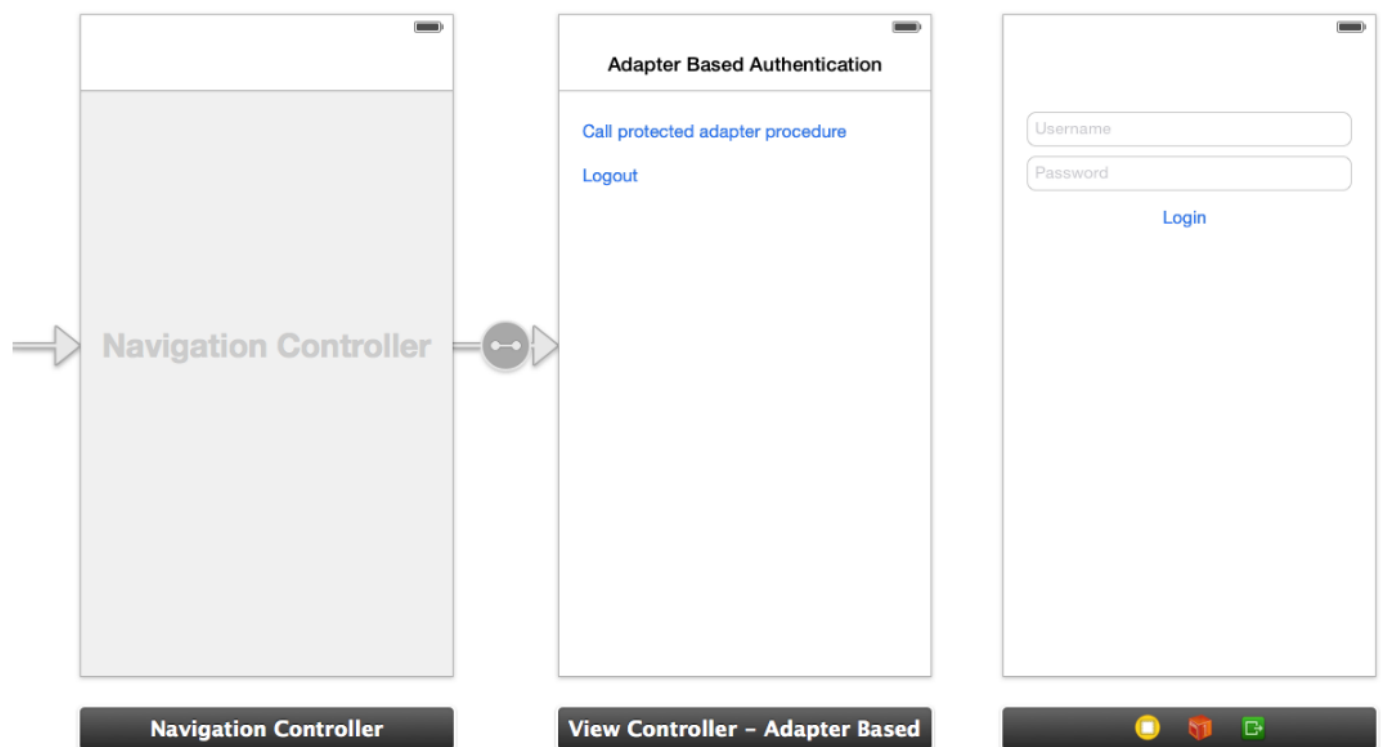 Navigation Controller
Navigation Controller
Adapter Based Authentication
Call protected adapter procedure
Logout
View Controller – Adapter Based
Username
Password
Login